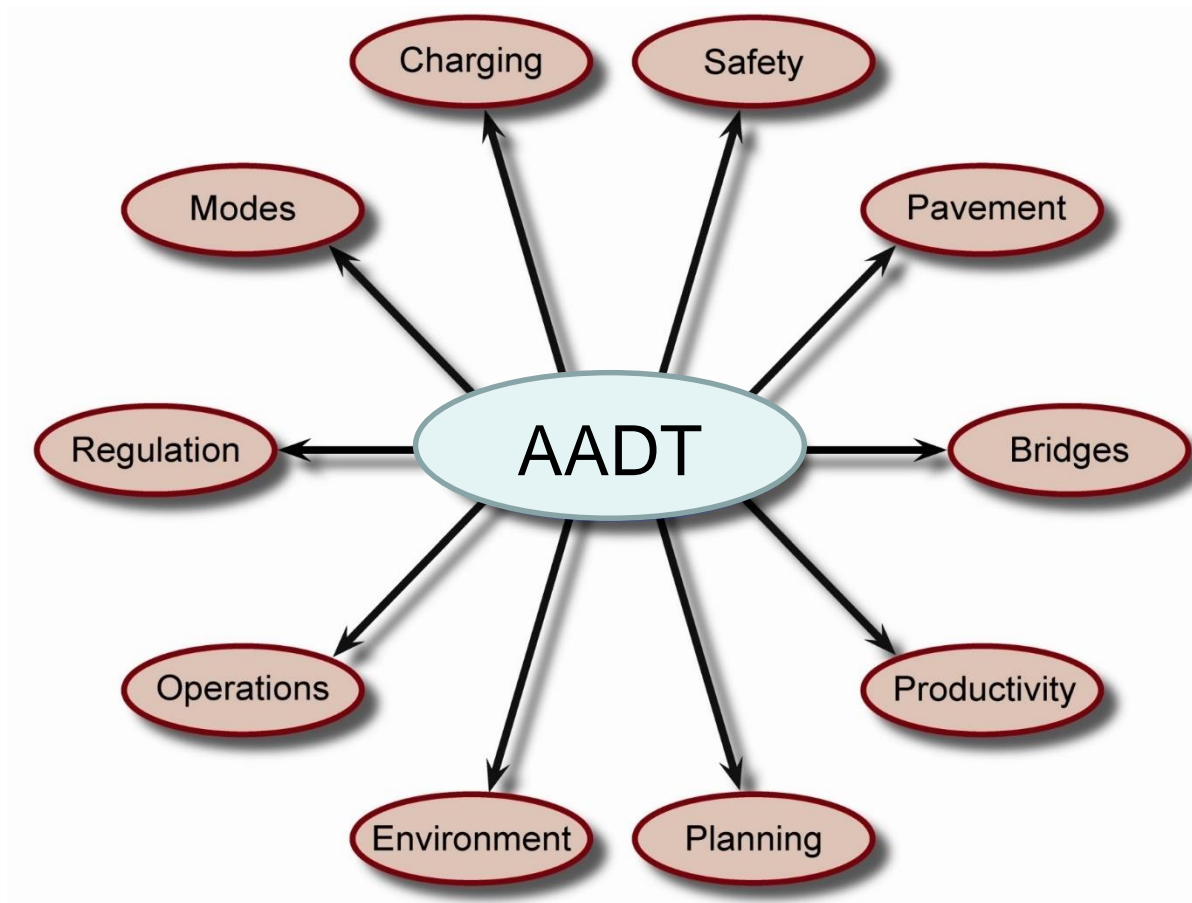 Charging
Safety
Modes
Pavement
AADT
Regulation
Bridges
Operations
Productivity
Environment
Planning